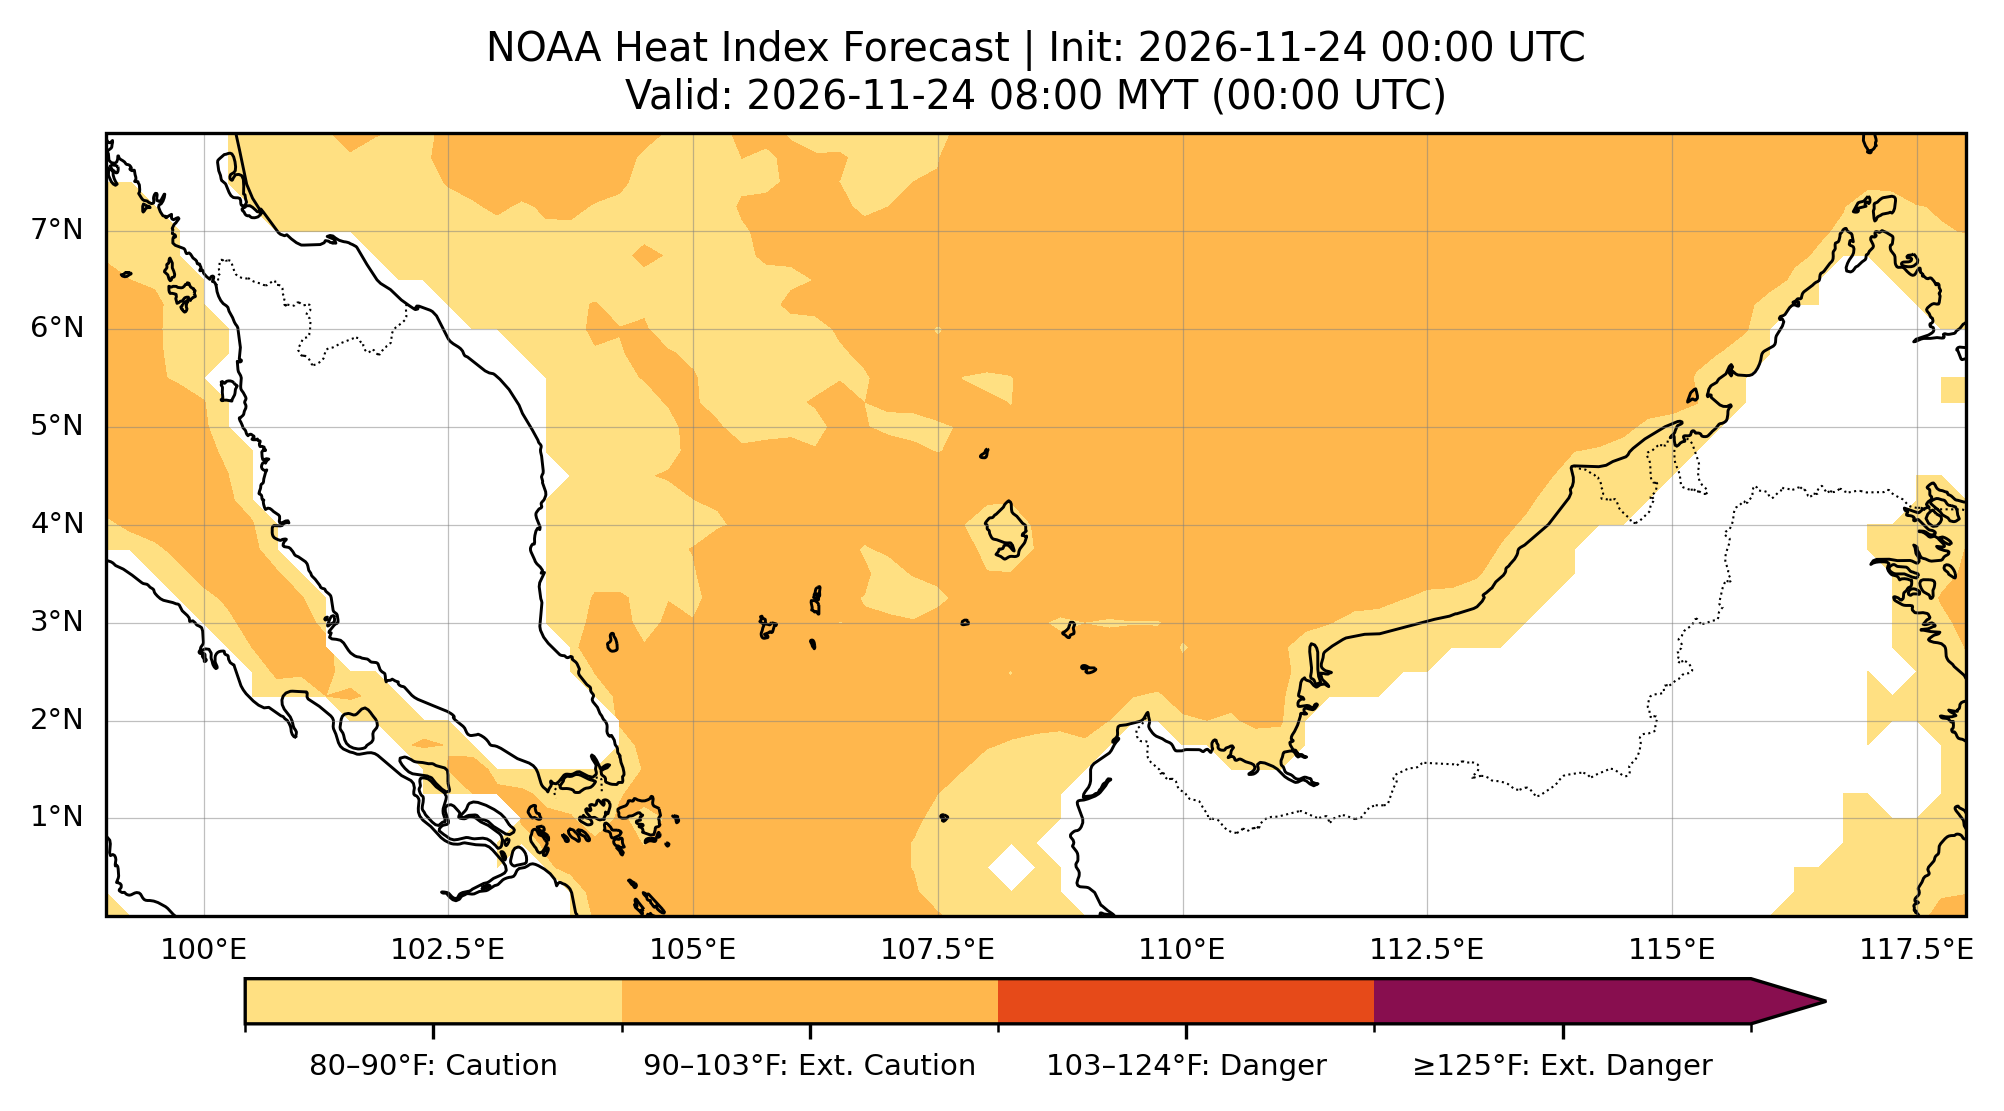 NOAA Heat Index Forecast | Init: 2026-11-24 00:00 UTC
Valid: 2026-11-24 08:00 MYT (00:00 UTC)
7°N
6°N
5°N
4°N
3°N
2°N
1°N
100°E 102.5°E 105°E 107.5°E 110°E 112.5°E 115°E 117.5°E
80–90°F: Caution 90–103°F: Ext. Caution 103–124°F: Danger ≥125°F: Ext. Danger